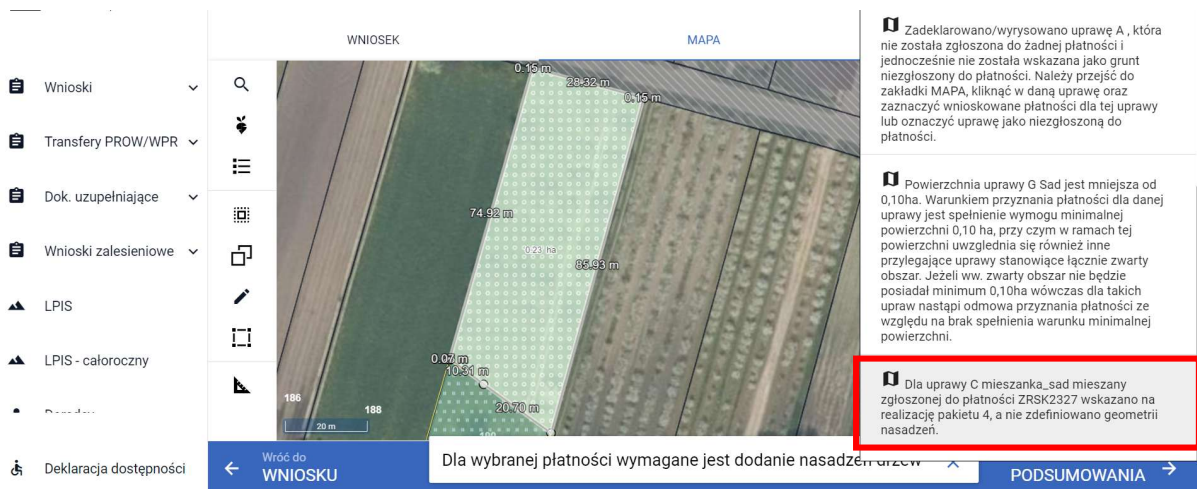 WNIOSEK
MAPA
Wnioski
Transfery PROW/WPR
Dok. uzupełniające
Wnioski zalesieniowe
LPIS
LPIS - całoroczny
Deklaracja dostępności
0.15 m
28.32 m
0.15 m
74.92 m
0.23 ha
85.93 m
0.07 m
10.31 m
20.70 m
186
188
20 m
Zadeklarowano/wyrysowano uprawę A , która
nie została zgłoszona do żadnej płatności i
jednocześnie nie została wskazana jako grunt
niezgłoszony do płatności. Należy przejść do
zakładki MAPA, kliknąć w daną uprawę oraz
zaznaczyć wnioskowane płatności dla tej uprawy
lub oznaczyć uprawę jako niezgłoszoną do
płatności.
Powierzchnia uprawy G Sad jest mniejsza od
0,10ha. Warunkiem przyznania płatności dla danej
uprawy jest spełnienie wymogu minimalnej
powierzchni 0,10 ha, przy czym w ramach tej
powierzchni uwzglednia się również inne
przylegające uprawy stanowiące łącznie zwarty
obszar. Jeżeli ww. zwarty obszar nie będzie
posiadał minimum 0,10ha wówczas dla takich
upraw nastąpi odmowa przyznania płatności ze
względu na brak spełnienia warunku minimalnej
powierzchni.
Dla uprawy C mieszanka_sad mieszany
zgłoszonej do płatności ZRSK2327 wskazano na
realizację pakietu 4, a nie zdefiniowano geometrii
nasadzeń.
Wróć do
WNIOSKU
Dla wybranej płatności wymagane jest dodanie nasadzeń drzew
PODSUMOWANIA